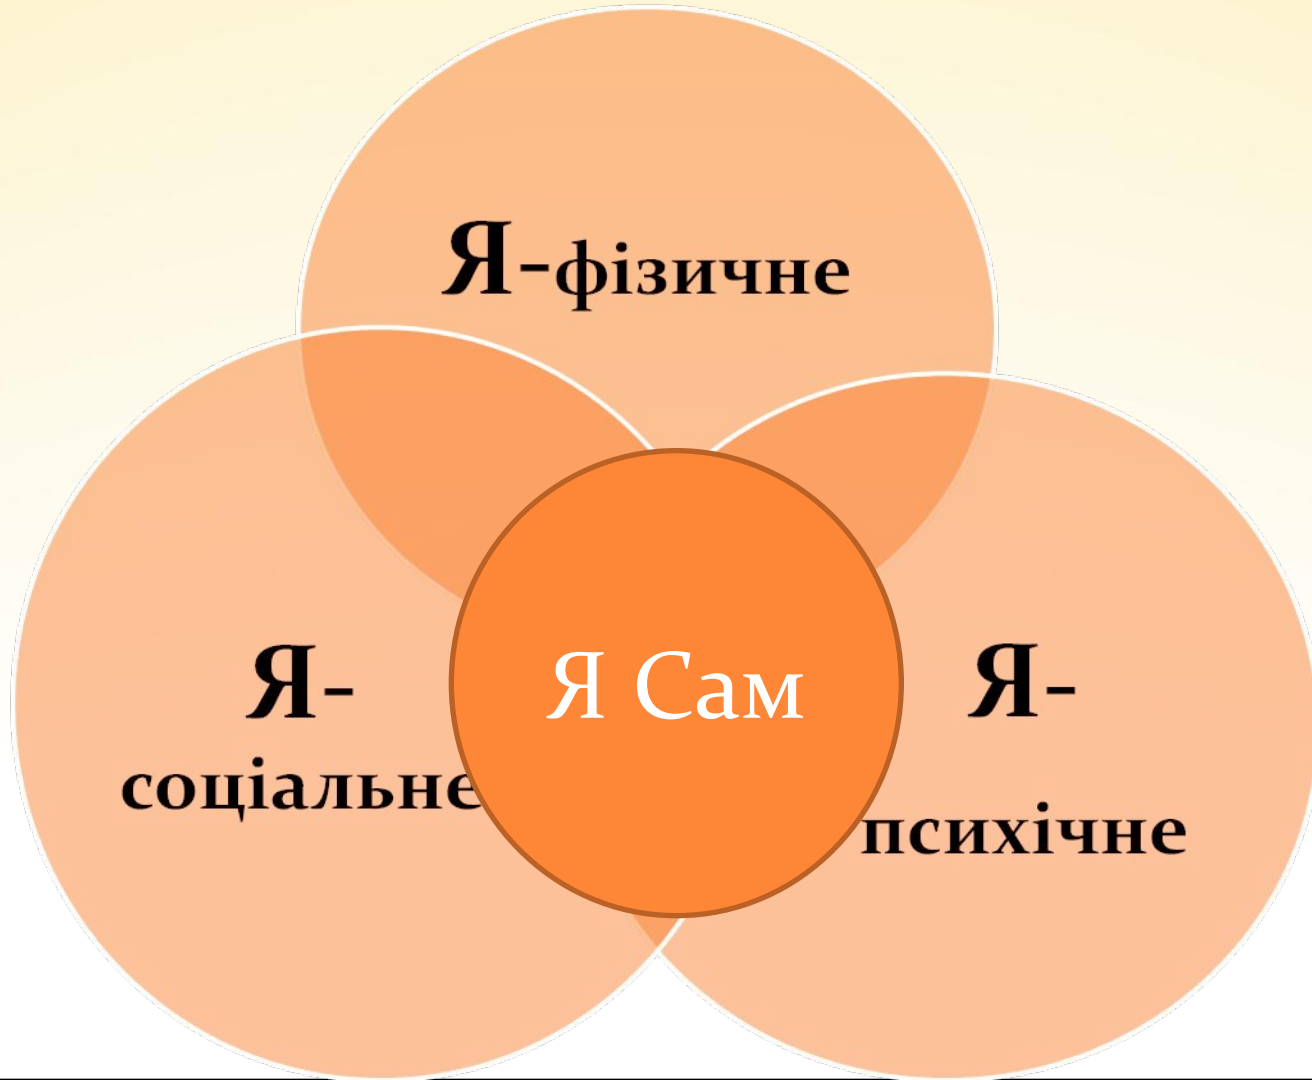 Я-фізичне
Я-
соціальне
Я Сам
Я-
психічне